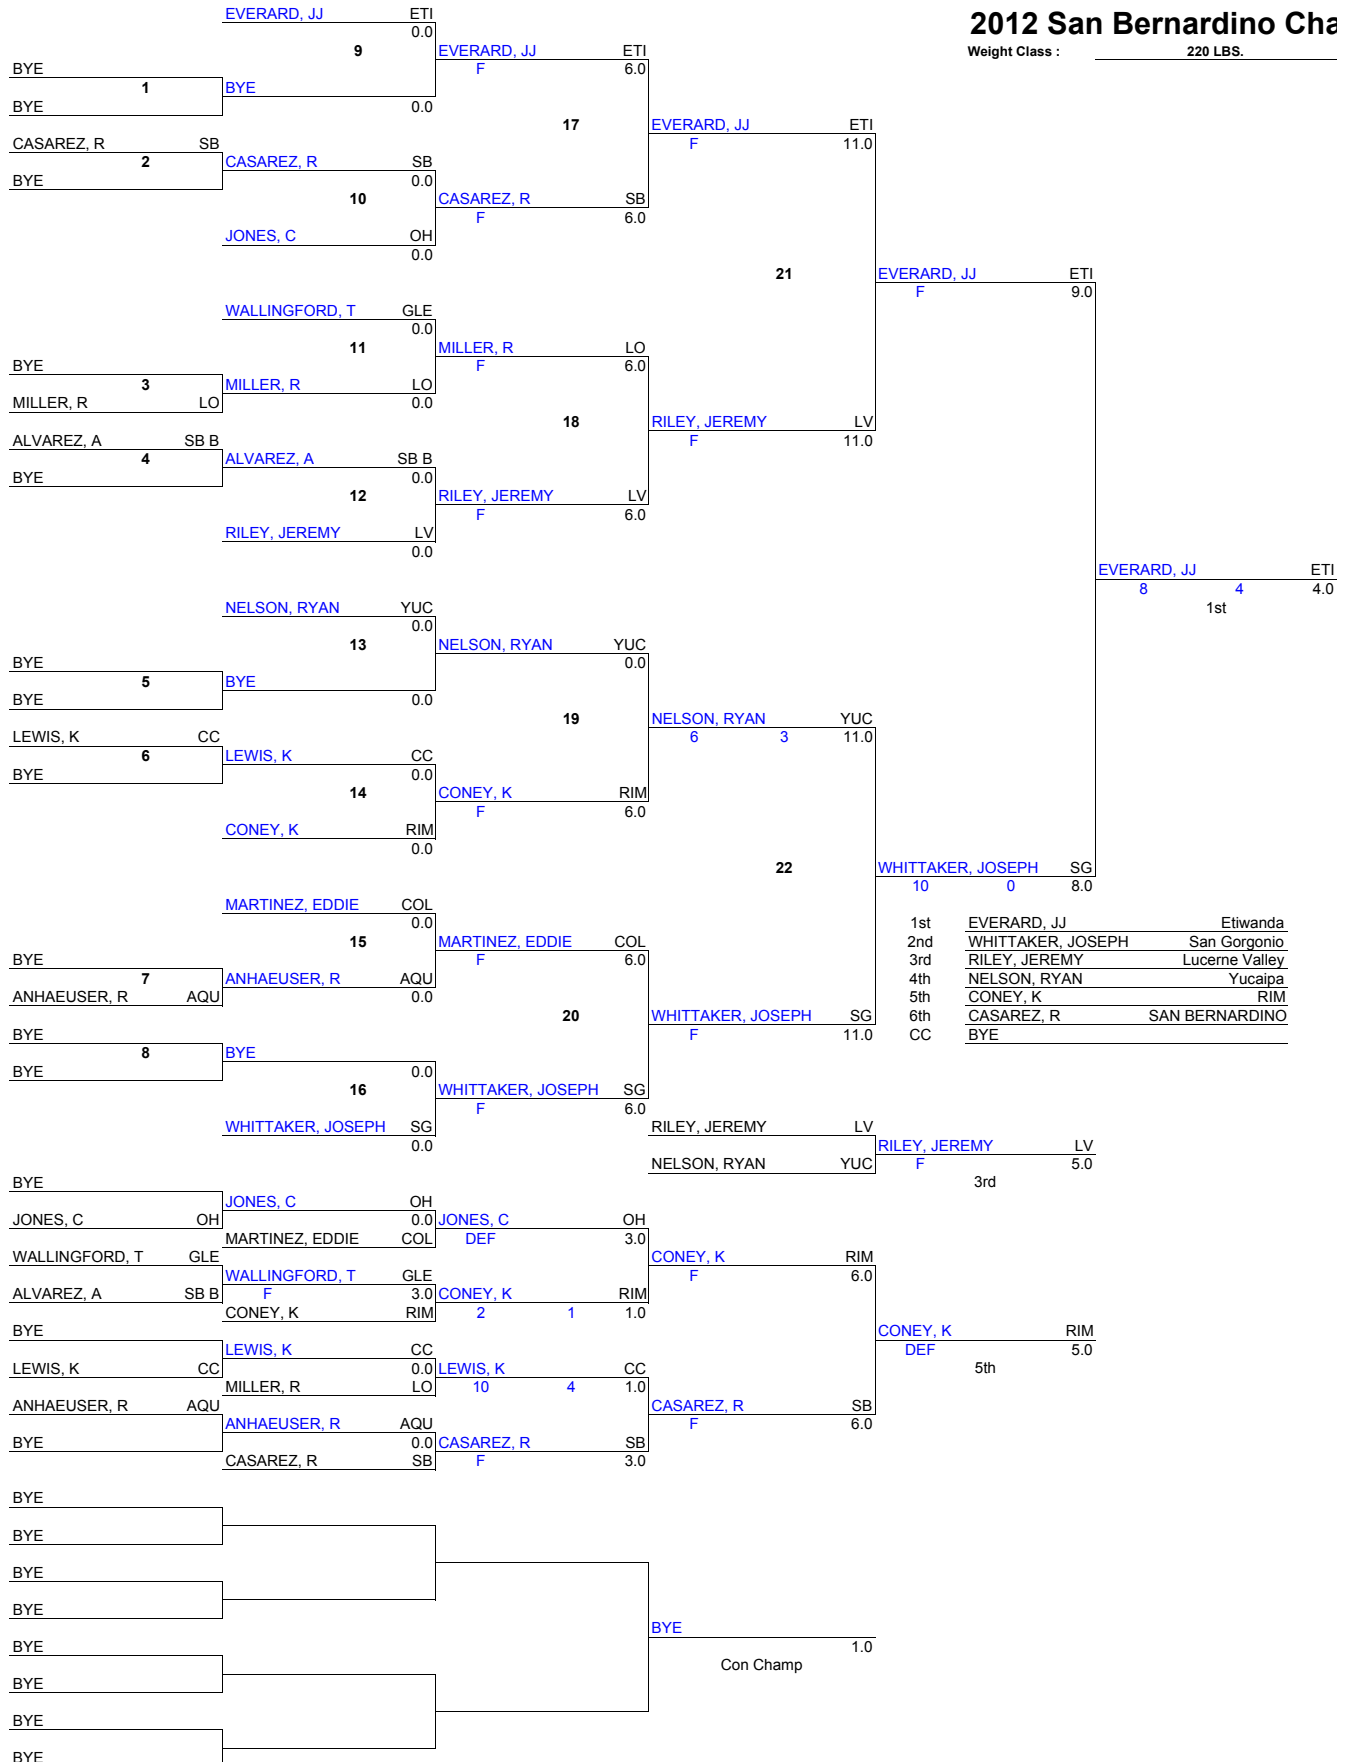 2012 San Bernardino Cha
Weight Class : 220 LBS.
EVERARD, JJ ETI
0.0
9
EVERARD, JJ ETI
F 6.0
BYE
1
BYE
BYE
0.0
17
EVERARD, JJ ETI
F 11.0
CASAREZ, R SB
2
CASAREZ, R SB
0.0
BYE
10
CASAREZ, R SB
F 6.0
JONES, C OH
0.0
21
EVERARD, JJ ETI
F 9.0
WALLINGFORD, T GLE
0.0
11
MILLER, R LO
F 6.0
BYE
3
MILLER, R LO
0.0
MILLER, R LO
18
RILEY, JEREMY LV
F 11.0
ALVAREZ, A SB B
4
ALVAREZ, A SB B
0.0
BYE
12
RILEY, JEREMY LV
F 6.0
RILEY, JEREMY LV
0.0
EVERARD, JJ ETI
8 4 4.0
1st
NELSON, RYAN YUC
0.0
13
NELSON, RYAN YUC
0.0
BYE
5
BYE
0.0
BYE
19
NELSON, RYAN YUC
6 3 11.0
LEWIS, K CC
6
LEWIS, K CC
0.0
BYE
14
CONEY, K RIM
F 6.0
CONEY, K RIM
0.0
22
WHITTAKER, JOSEPH SG
10 0 8.0
MARTINEZ, EDDIE COL
0.0
15
MARTINEZ, EDDIE COL
F 6.0
BYE
7
ANHAEUSER, R AQU
0.0
ANHAEUSER, R AQU
20
WHITTAKER, JOSEPH SG
F 11.0
BYE
8
BYE
0.0
BYE
16
WHITTAKER, JOSEPH SG
F 6.0
WHITTAKER, JOSEPH SG
0.0
1st EVERARD, JJ Etiwanda
2nd WHITTAKER, JOSEPH San Gorgonio
3rd RILEY, JEREMY Lucerne Valley
4th NELSON, RYAN Yucaipa
5th CONEY, K RIM
6th CASAREZ, R SAN BERNARDINO
CC BYE
RILEY, JEREMY LV
RILEY, JEREMY LV
F 5.0
NELSON, RYAN YUC
3rd
BYE
JONES, C OH
0.0
JONES, C OH
JONES, C OH
DEF 3.0
MARTINEZ, EDDIE COL
WALLINGFORD, T GLE
CONEY, K RIM
F 6.0
WALLINGFORD, T GLE
F 3.0
ALVAREZ, A SB B
CONEY, K RIM
2 1 1.0
CONEY, K RIM
BYE
CONEY, K RIM
DEF 5.0
5th
LEWIS, K CC
0.0
LEWIS, K CC
LEWIS, K CC
10 4 1.0
MILLER, R LO
ANHAEUSER, R AQU
CASAREZ, R SB
F 6.0
ANHAEUSER, R AQU
0.0
BYE
CASAREZ, R SB
F 3.0
CASAREZ, R SB
BYE
BYE
BYE
BYE
BYE
1.0
Con Champ
BYE
BYE
BYE
BYE